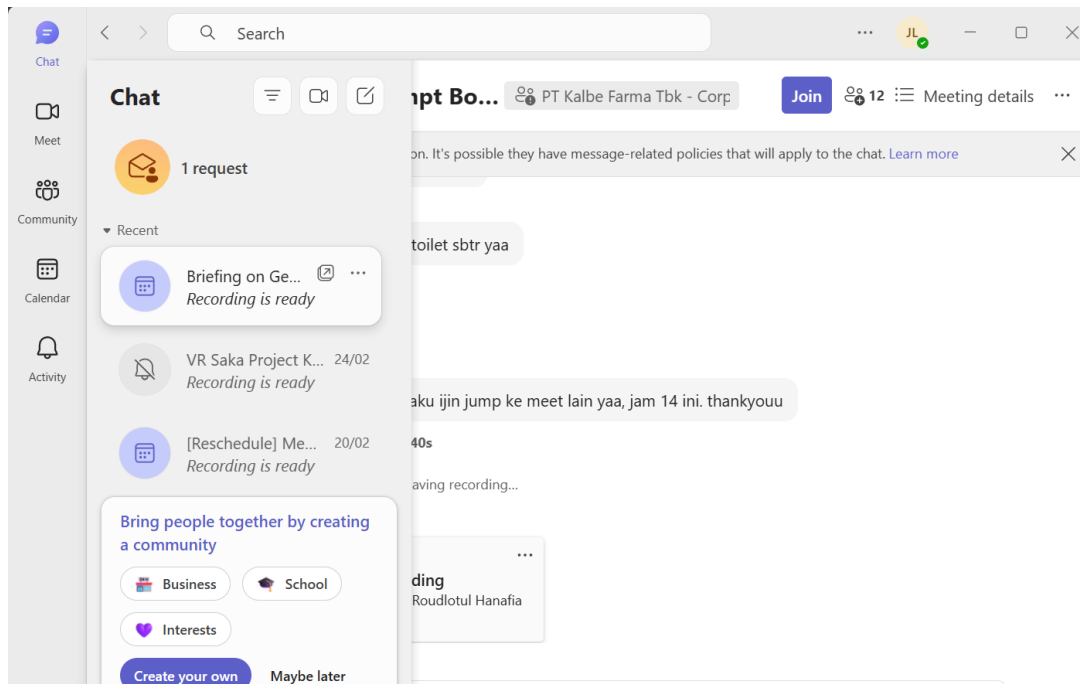 Search
JL
Chat
Meet
Community
Calendar
Activity
Chat
1 request
Recent
Briefing on Ge...
Recording is ready
VR Saka Project K... 24/02
Recording is ready
[Reschedule] Me... 20/02
Recording is ready
Bring people together by creating
a community
Business
School
Interests
Create your own
Maybe later
npt Bo...
PT Kalbe Farma Tbk - Corp
Join
12
Meeting details
on. It's possible they have message-related policies that will apply to the chat. Learn more
toilet sbtr yaa
aku ijin jump ke meet lain yaa, jam 14 ini. thankyouu
40s
aving recording...
ding
Roudlotul Hanafia